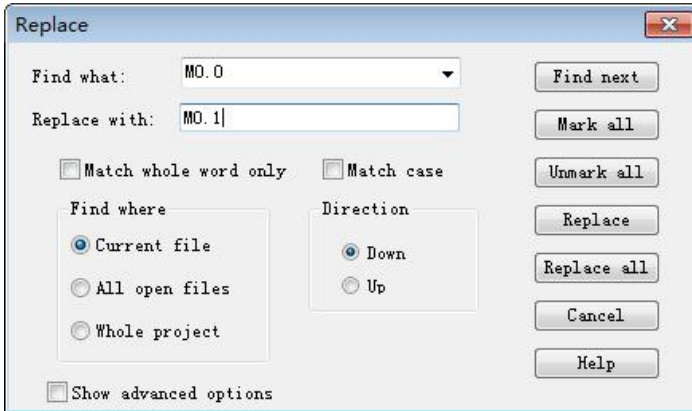 Replace
Find what: M0.0
Find next
Replace with: M0.1
Mark all
Match whole word only
Match case
Unmark all
Find where
Direction
Replace
Current file
Down
All open files
Up
Replace all
Whole project
Cancel
Help
Show advanced options